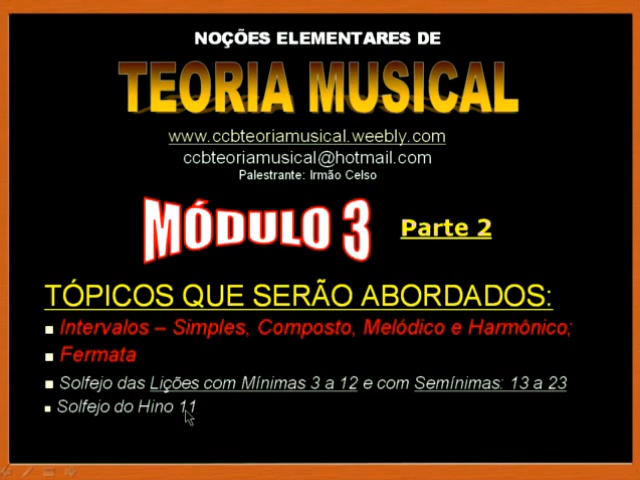 NOÇÕES ELEMENTARES DE
TEORIA MUSICAL
www.ccbteoriamusical.weebly.com
ccbteoriamusical@hotmail.com
Palestrante: Irmão Celso
MÓDULO 3 Parte 2
TÓPICOS QUE SERÃO ABORDADOS:
▪ Intervalos – Simples, Composto, Melódico e Harmônico;
▪ Fermata
▪ Solfejo das Lições com Mínimas 3 a 12 e com Semínimas: 13 a 23
▪ Solfejo do Hino 11